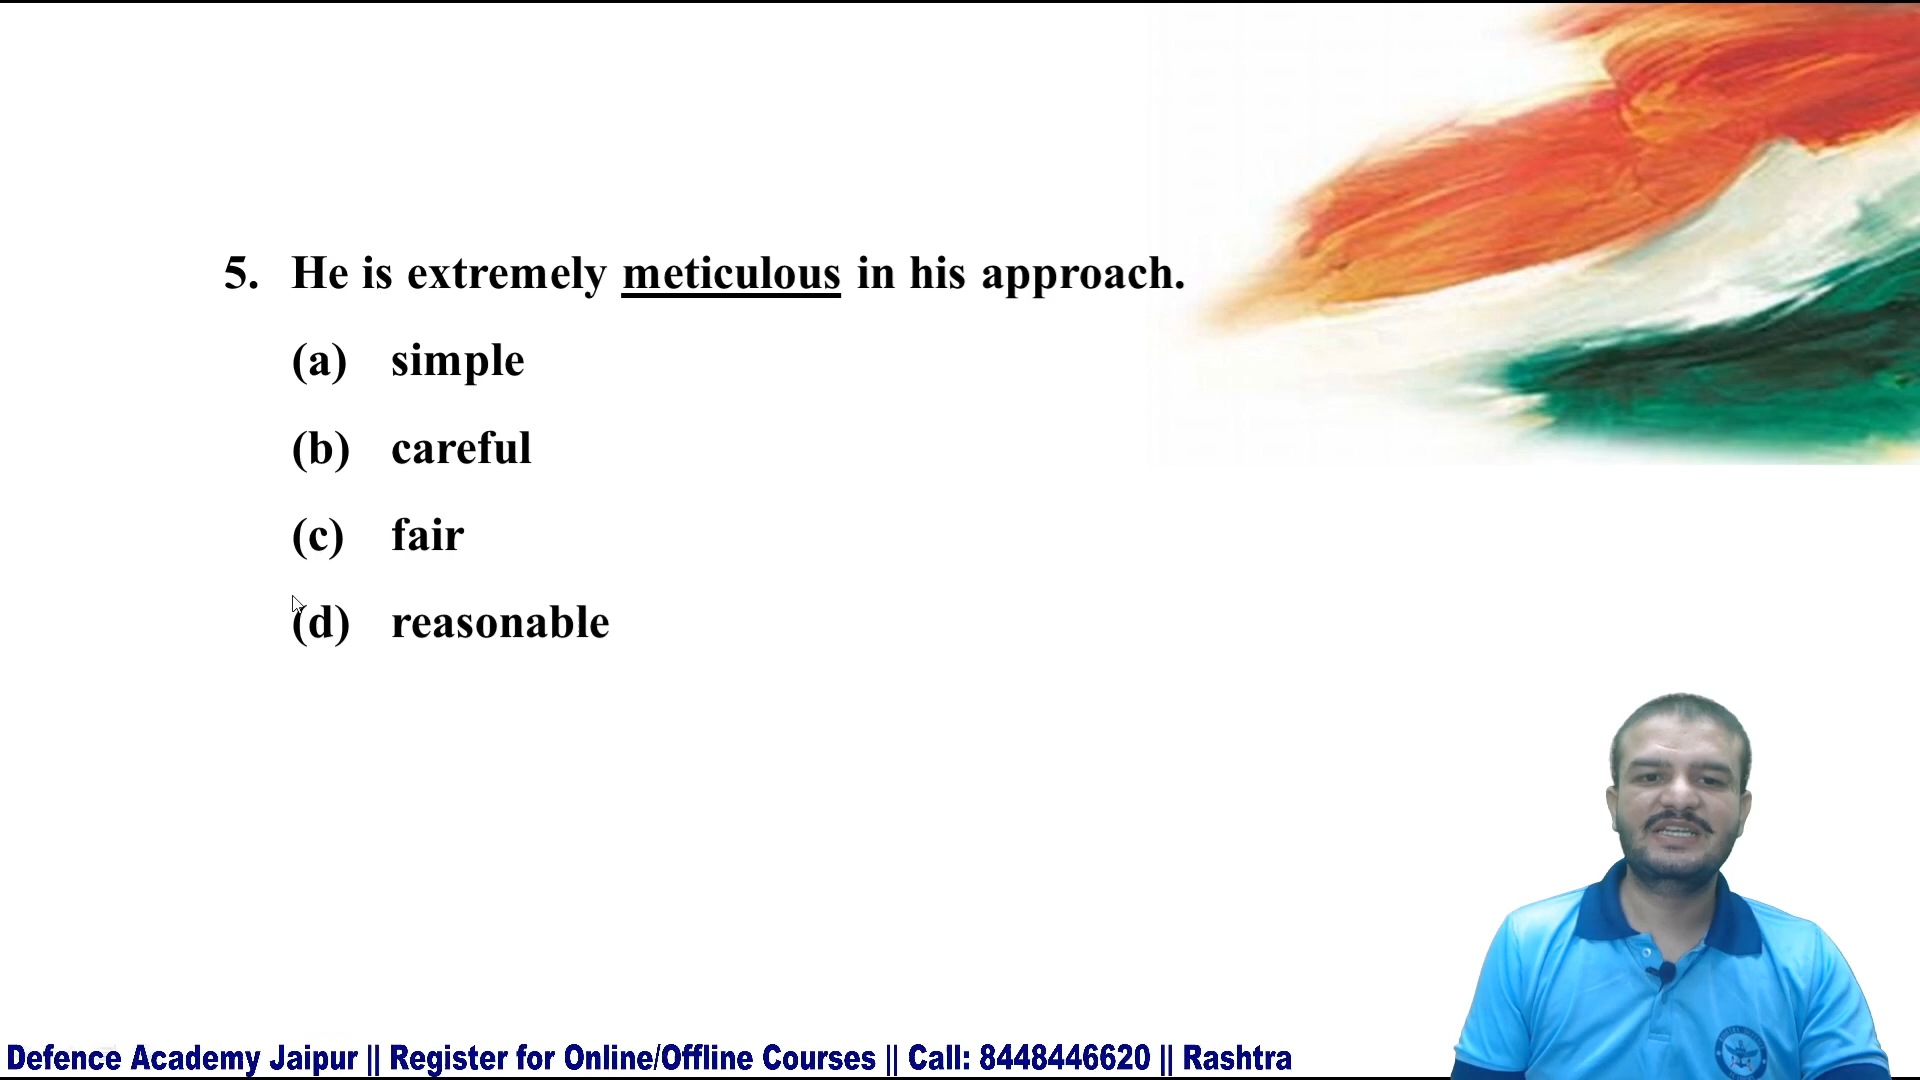 5. He is extremely meticulous in his approach.
(a) simple
(b) careful
(c) fair
(d) reasonable
Defence Academy Jaipur || Register for Online/Offline Courses || Call: 8448446620 || Rashtra